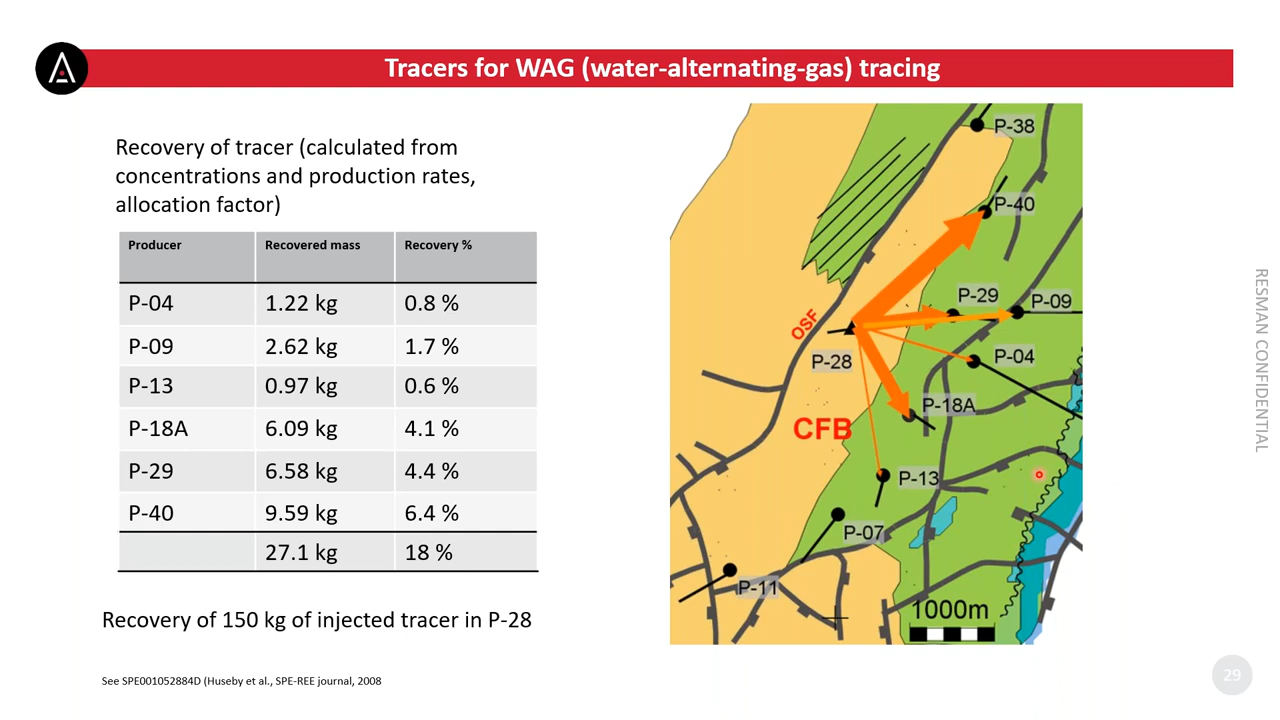 Tracers for WAG (water-alternating-gas) tracing
Recovery of tracer (calculated from
concentrations and production rates,
allocation factor)
Producer Recovered mass Recovery %
P-04 1.22 kg 0.8 %
P-09 2.62 kg 1.7 %
P-13 0.97 kg 0.6 %
P-18A 6.09 kg 4.1 %
P-29 6.58 kg 4.4 %
P-40 9.59 kg 6.4 %
27.1 kg 18 %
Recovery of 150 kg of injected tracer in P-28
See SPE001052884D (Huseby et al., SPE-REE journal, 2008
P-38
P-40
P-29
P-09
OSF
P-28
P-04
P-18A
CFB
P-13
P-07
P-11
1000m
RESMAN CONFIDENTIAL
29